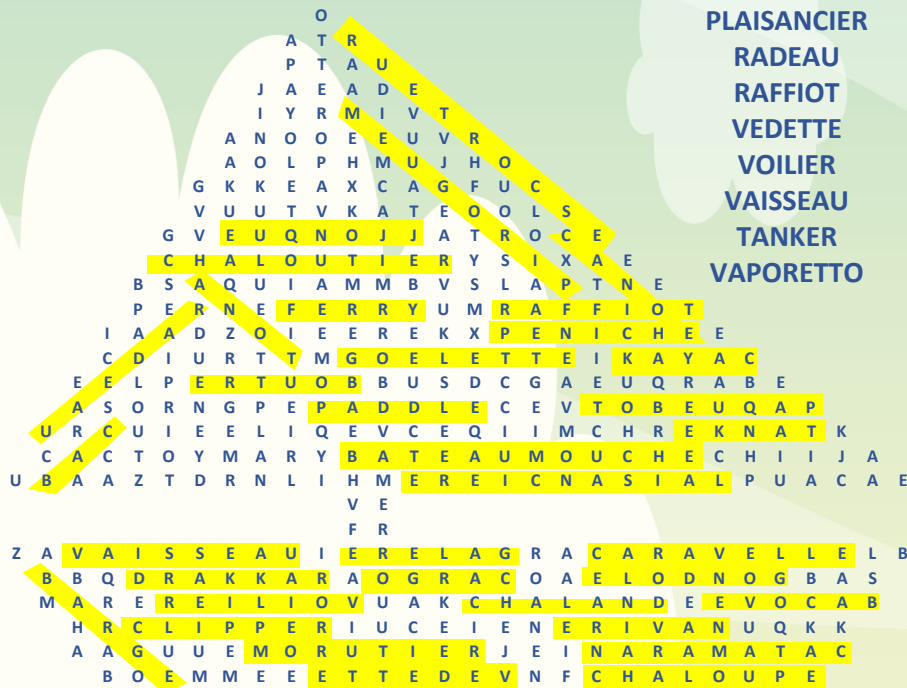 O
A T R
P T A U
J A E A D E
I Y R M I V T
A N O O E E U V R
A O L P H M U J H O
G K K E A X C A G F U C
V U U T V K A T E O O L S
G V E U Q N O J J A T R O C E
C H A L O U T I E R Y S I X A E
B S A Q U I A M M B V S L A P T N E
P E R N E F E R R Y U M R A F F I O T
I A A D Z O I E E R E K X P E N I C H E E
C D I U R T T M G O E L E T T E I K A Y A C
E E L P E R T U O B B U S D C G A E U Q R A B E
A S O R N G P E P A D D L E C E V T O B E U Q A P
U R C U I E E L I Q E V C E Q I I M C H R E K N A T K
C A C T O Y M A R Y B A T E A U M O U C H E C H I I J A
U B A A Z T D R N L I H M E R E I C N A S I A L P U A C A E
V E
F R
Z A V A I S S E A U I E R E L A G R A C A R A V E L L E L B
B B Q D R A K K A R A O G R A C O A E L O D N O G B A S
M A R E R E I L I O V U A K C H A L A N D E E V O C A B
H R C L I P P E R I U C E I E N E R I V A N U Q K K
A A G U U E M O R U T I E R J E I N A R A M A T A C
B O E M M E E E T T E D E V N F C H A L O U P E
PLAISANCIER
RADEAU
RAFFIOT
VEDETTE
VOILIER
VAISSEAU
TANKER
VAPORETTO